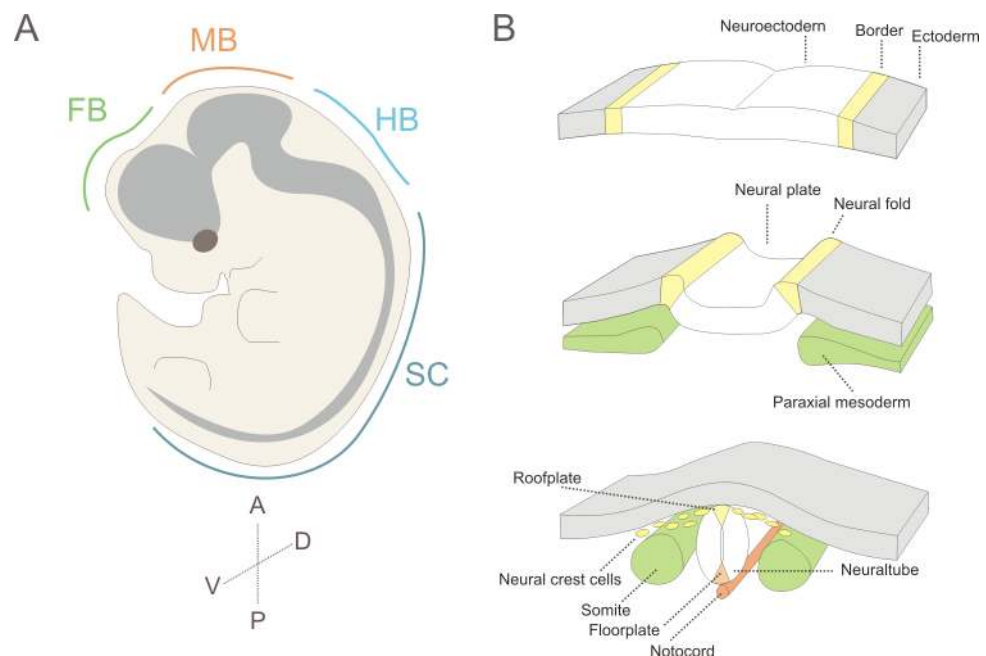 A
MB
FB
HB
SC
A
D
V
P
B
Neuroectodern
Border
Ectoderm
Neural plate
Neural fold
Paraxial mesoderm
Roofplate
Neural crest cells
Neuraltube
Somite
Floorplate
Notocord